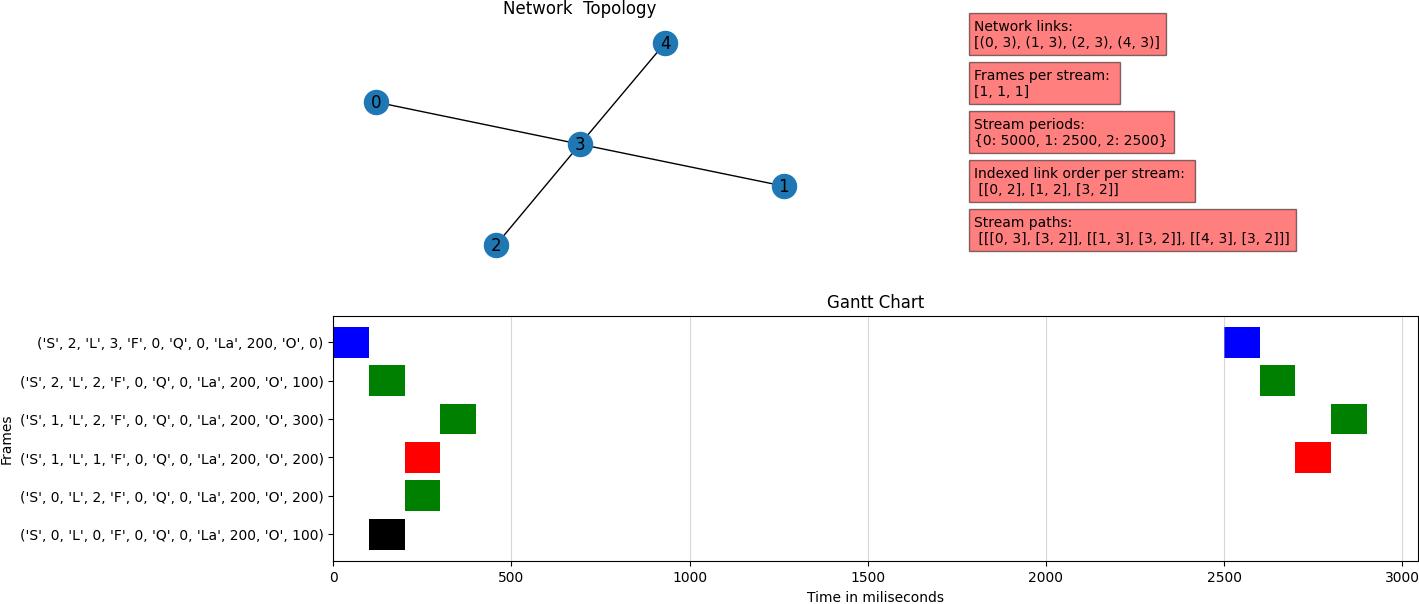 Network  Topology
4
0
3
1
2
Network links:
[(0, 3), (1, 3), (2, 3), (4, 3)]
Frames per stream:
[1, 1, 1]
Stream periods:
{0: 5000, 1: 2500, 2: 2500}
Indexed link order per stream:
[[0, 2], [1, 2], [3, 2]]
Stream paths:
[[[0, 3], [3, 2]], [[1, 3], [3, 2]], [[4, 3], [3, 2]]]
Gantt Chart
Frames
('S', 2, 'L', 3, 'F', 0, 'Q', 0, 'La', 200, 'O', 0)
('S', 2, 'L', 2, 'F', 0, 'Q', 0, 'La', 200, 'O', 100)
('S', 1, 'L', 2, 'F', 0, 'Q', 0, 'La', 200, 'O', 300)
('S', 1, 'L', 1, 'F', 0, 'Q', 0, 'La', 200, 'O', 200)
('S', 0, 'L', 2, 'F', 0, 'Q', 0, 'La', 200, 'O', 200)
('S', 0, 'L', 0, 'F', 0, 'Q', 0, 'La', 200, 'O', 100)
0 500 1000 1500 2000 2500 3000
Time in miliseconds